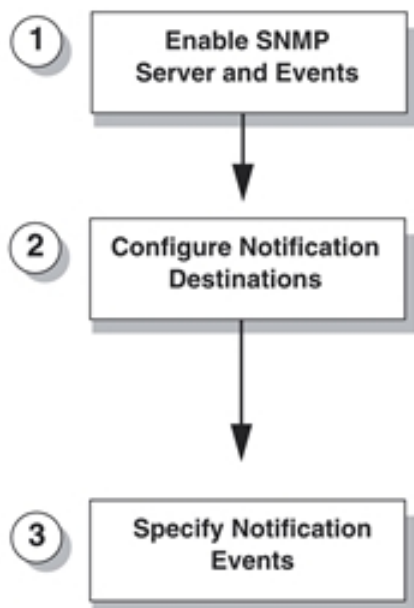 1
Enable SNMP
Server and Events
2
Configure Notification
Destinations
3
Specify Notification
Events